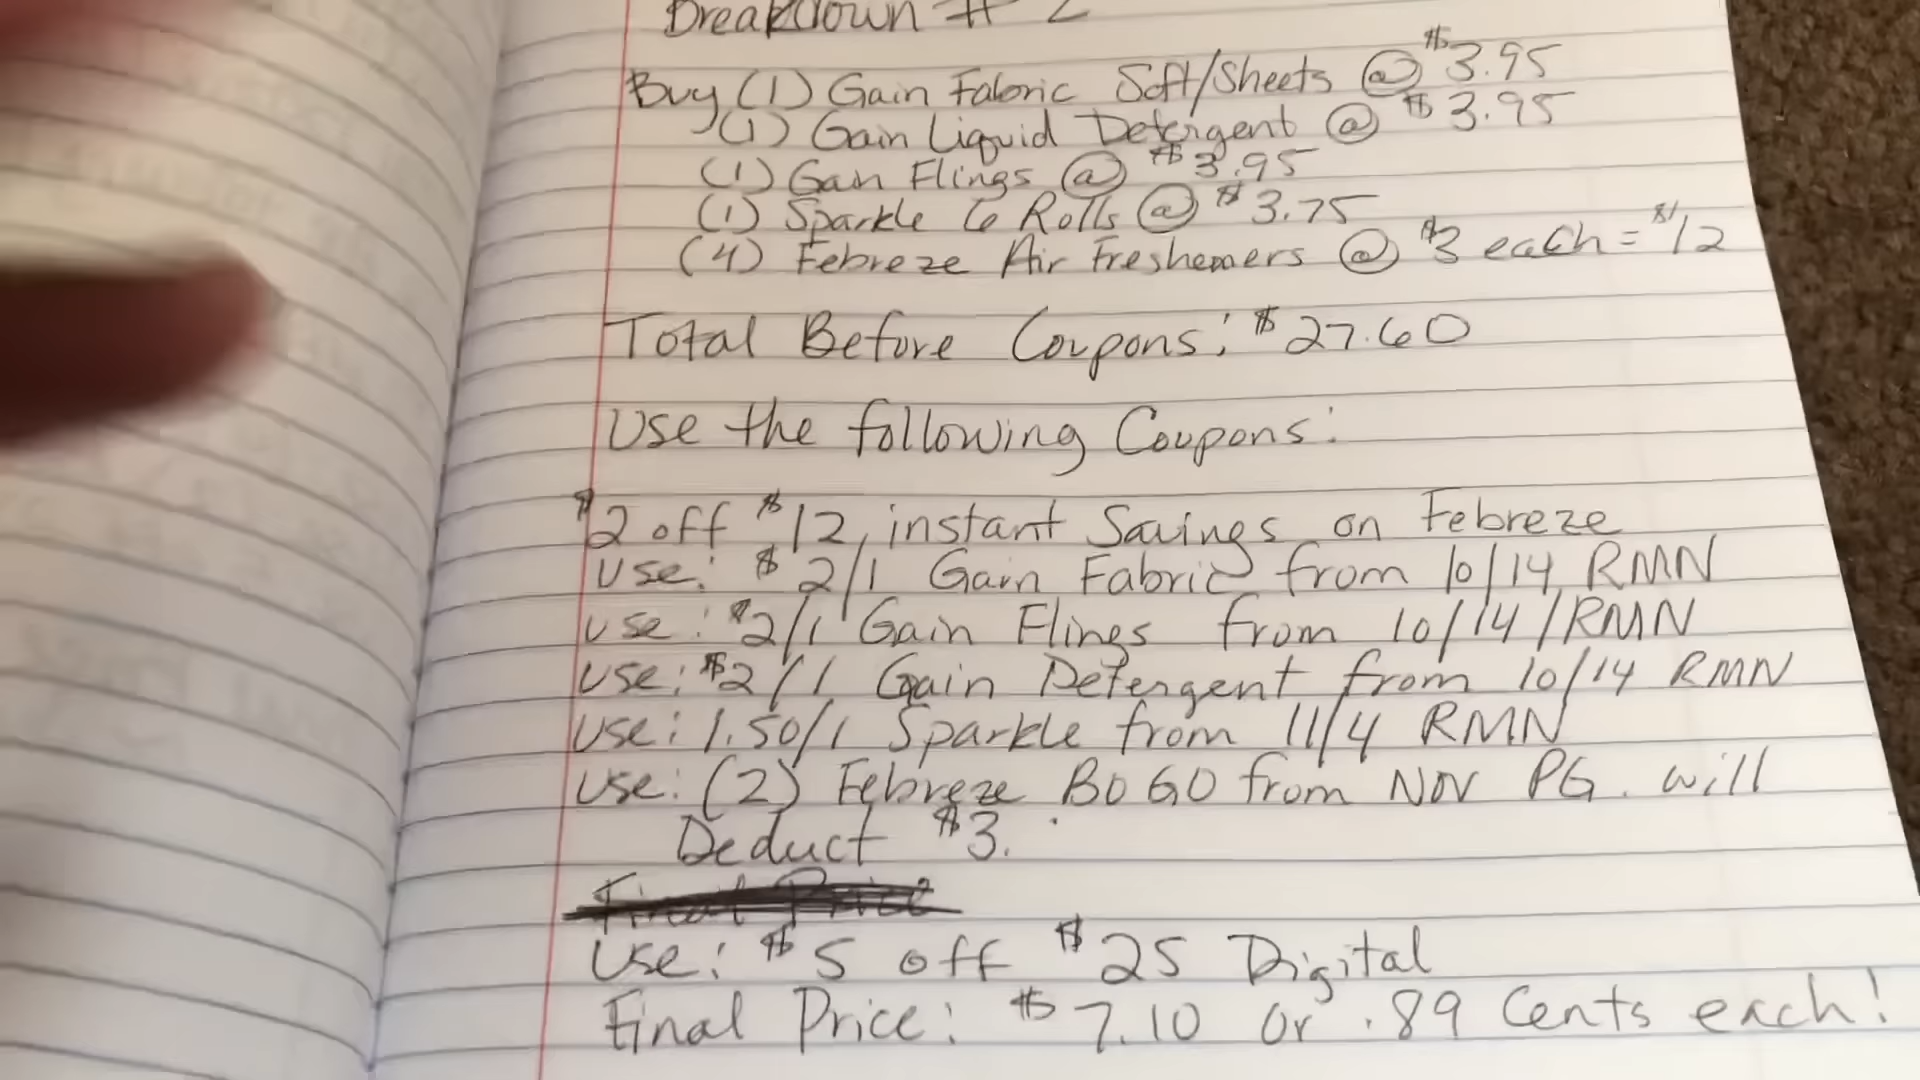 Breakdown # 2
Buy (1) Gain Fabric Soft/Sheets @ $3.95
(1) Gain Liquid Detergent @ $3.95
(1) Gain Flings @ $3.95
(1) Sparkle 6 Rolls @ $3.75
(4) Febreze Air Freshemers @ $3 each = $12
Total Before Coupons: $27.60
Use the following Coupons:
$2 off $12, instant Savings on Febreze
Use: $2/1 Gain Fabric from 10/14 RMN
Use: $2/1 Gain Flings from 10/14/RMN
Use: $2/1 Gain Detergent from 10/14 RMN
Use: 1.50/1 Sparkle from 11/4 RMN
Use: (2) Febreze BOGO from Nov PG. will
Deduct $3.
Final Price
Use: $5 off $25 Digital
Final Price: $7.10 or .89 Cents each!